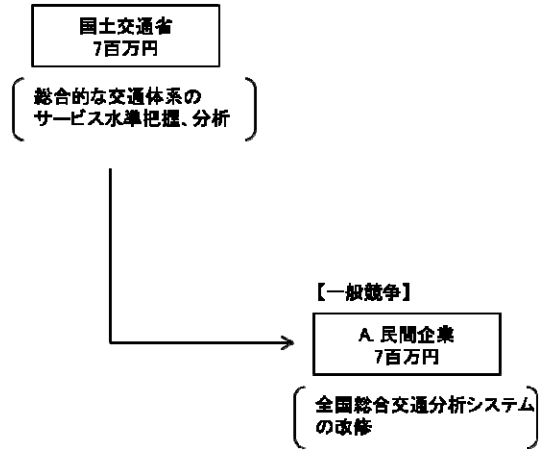 国土交通省
7百万円
総合的な交通体系の
サービス水準把握、分析
【一般競争】
A. 民間企業
7百万円
全国総合交通分析システム
の改修